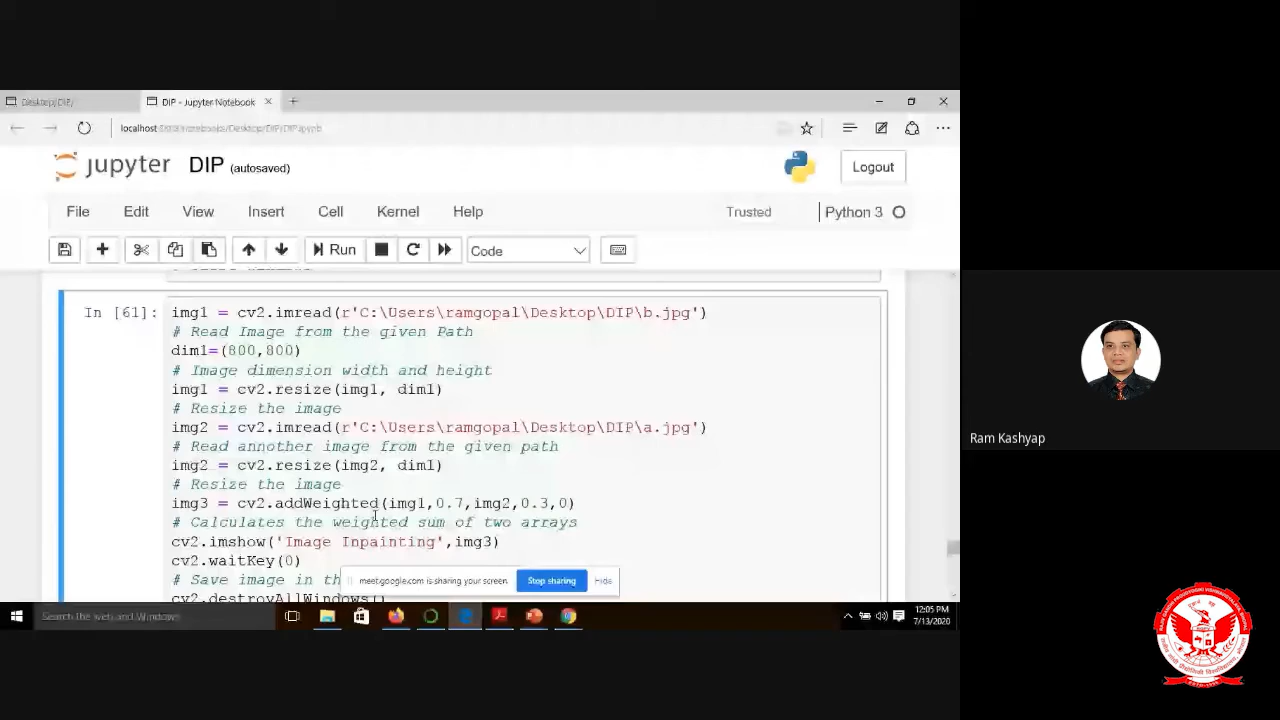 DIP - Jupyter Notebook
jupyter DIP (autosaved)
Logout
File Edit View Insert Cell Kernel Help
Trusted Python 3
Run Code
In [61]:
img1 = cv2.imread(r'C:\Users\ramgopal\Desktop\DIP\b.jpg')
# Read Image from the given Path
dim1=(800,800)
# Image dimension width and height
img1 = cv2.resize(img1, dim1)
# Resize the image
img2 = cv2.imread(r'C:\Users\ramgopal\Desktop\DIP\a.jpg')
# Read annother image from the given path
img2 = cv2.resize(img2, dim1)
# Resize the image
img3 = cv2.addWeighted(img1,0.7,img2,0.3,0)
# Calculates the weighted sum of two arrays
cv2.imshow('Image Inpainting',img3)
cv2.waitKey(0)
# Save image in th
cv2.destroyAllWindows()
meet.google.com is sharing your screen. Stop sharing Hide
Search the web and Windows
12:05 PM
7/13/2020
Ram Kashyap